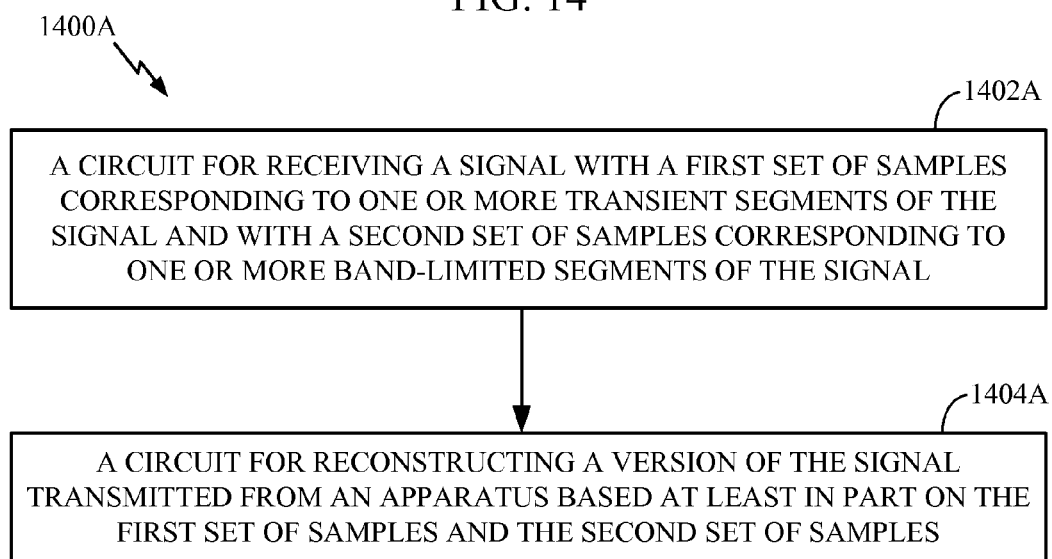 FIG. 14
1400A
1402A
A CIRCUIT FOR RECEIVING A SIGNAL WITH A FIRST SET OF SAMPLES
CORRESPONDING TO ONE OR MORE TRANSIENT SEGMENTS OF THE
SIGNAL AND WITH A SECOND SET OF SAMPLES CORRESPONDING TO
ONE OR MORE BAND-LIMITED SEGMENTS OF THE SIGNAL
1404A
A CIRCUIT FOR RECONSTRUCTING A VERSION OF THE SIGNAL
TRANSMITTED FROM AN APPARATUS BASED AT LEAST IN PART ON THE
FIRST SET OF SAMPLES AND THE SECOND SET OF SAMPLES